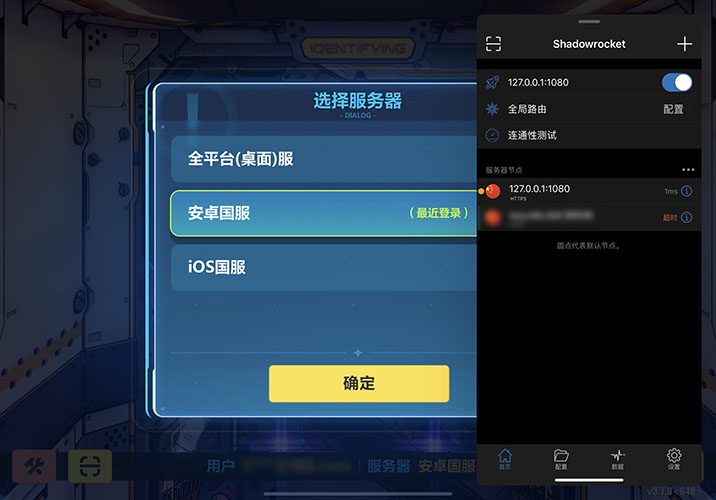 IDENTIFYING
选择服务器
- DIALOG -
全平台(桌面)服
安卓国服
(最近登录)
iOS国服
确定
用户
服务器 安卓国服
Shadowrocket
127.0.0.1:1080
全局路由
配置
连通性测试
服务器节点
127.0.0.1:1080
HTTPS
1ms
超时
圆点代表默认节点。
首页
配置
数据
设置
v3.7.0